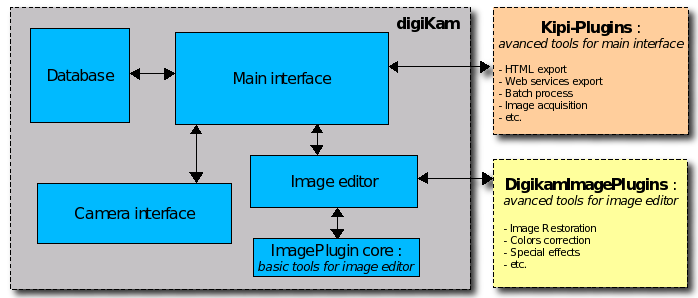 digiKam
Database
Main interface
Camera interface
Image editor
ImagePlugin core :
basic tools for image editor
Kipi-Plugins :
avanced tools for main interface
- HTML export
- Web services export
- Batch process
- Image acquisition
- etc.
DigikamImagePlugins :
avanced tools for image editor
- Image Restoration
- Colors correction
- Special effects
- etc.